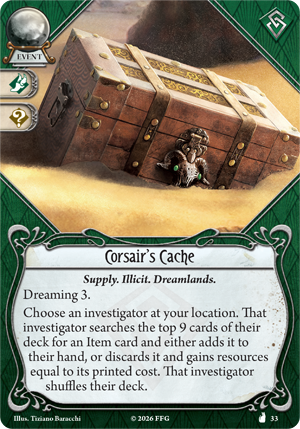 EVENT
Corsair's Cache
Supply. Illicit. Dreamlands.
Dreaming 3.
Choose an investigator at your location. That
investigator searches the top 9 cards of their
deck for an Item card and either adds it to
their hand, or discards it and gains resources
equal to its printed cost. That investigator
shuffles their deck.
Illus. Tiziano Baracchi
© 2026 FFG
33